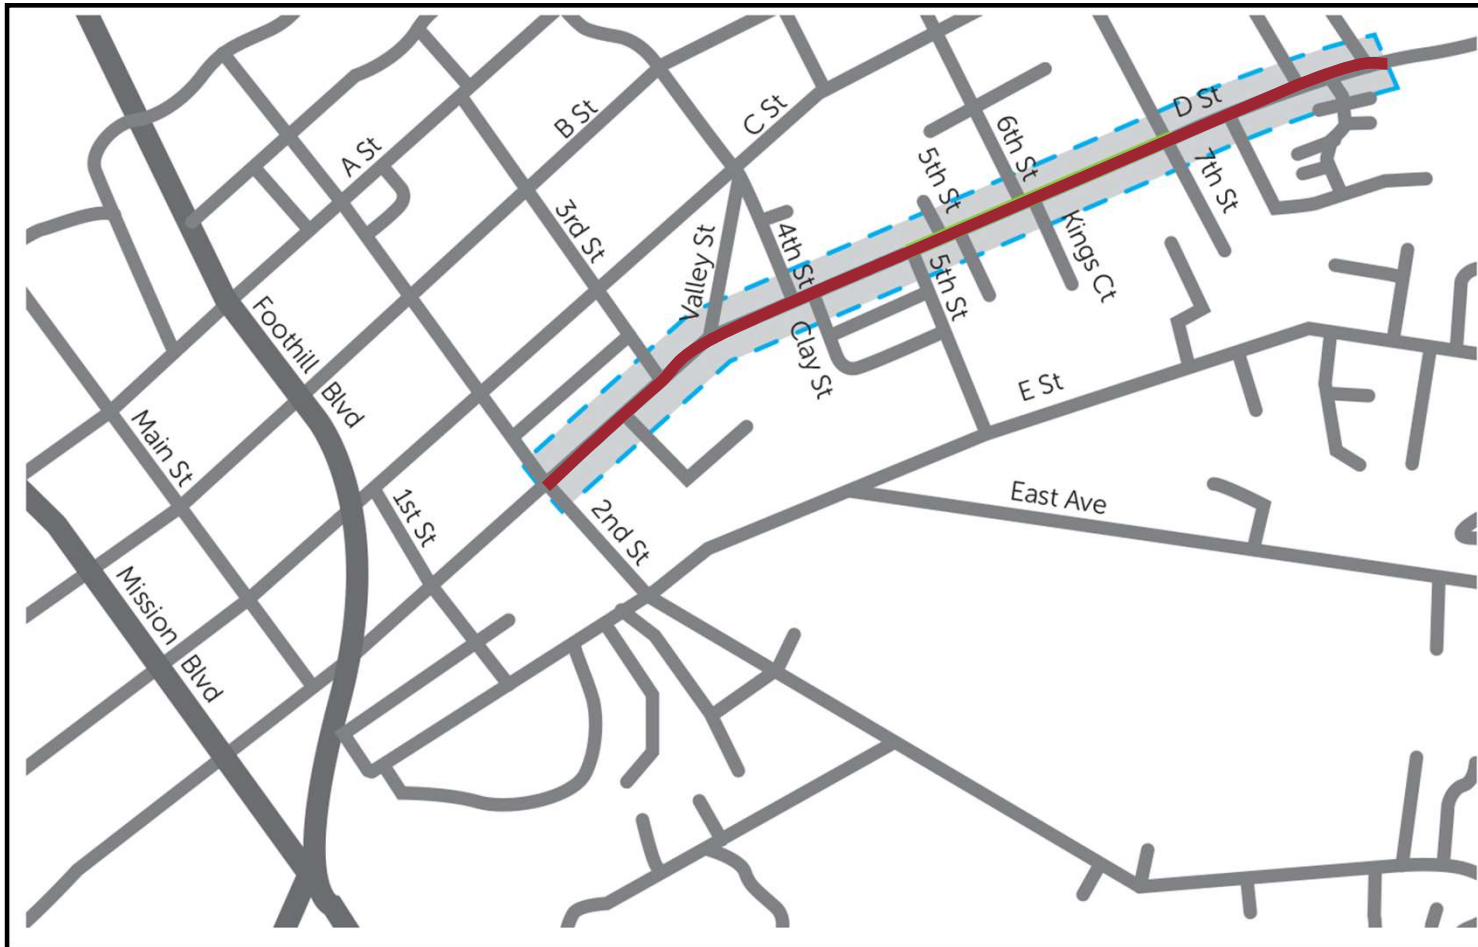 A St
B St
C St
D St
6th St
5th St
7th St
3rd St
Valley St
4th St
Kings Ct
5th St
Foothill Blvd
Clay St
E St
Main St
1st St
2nd St
East Ave
Mission Blvd